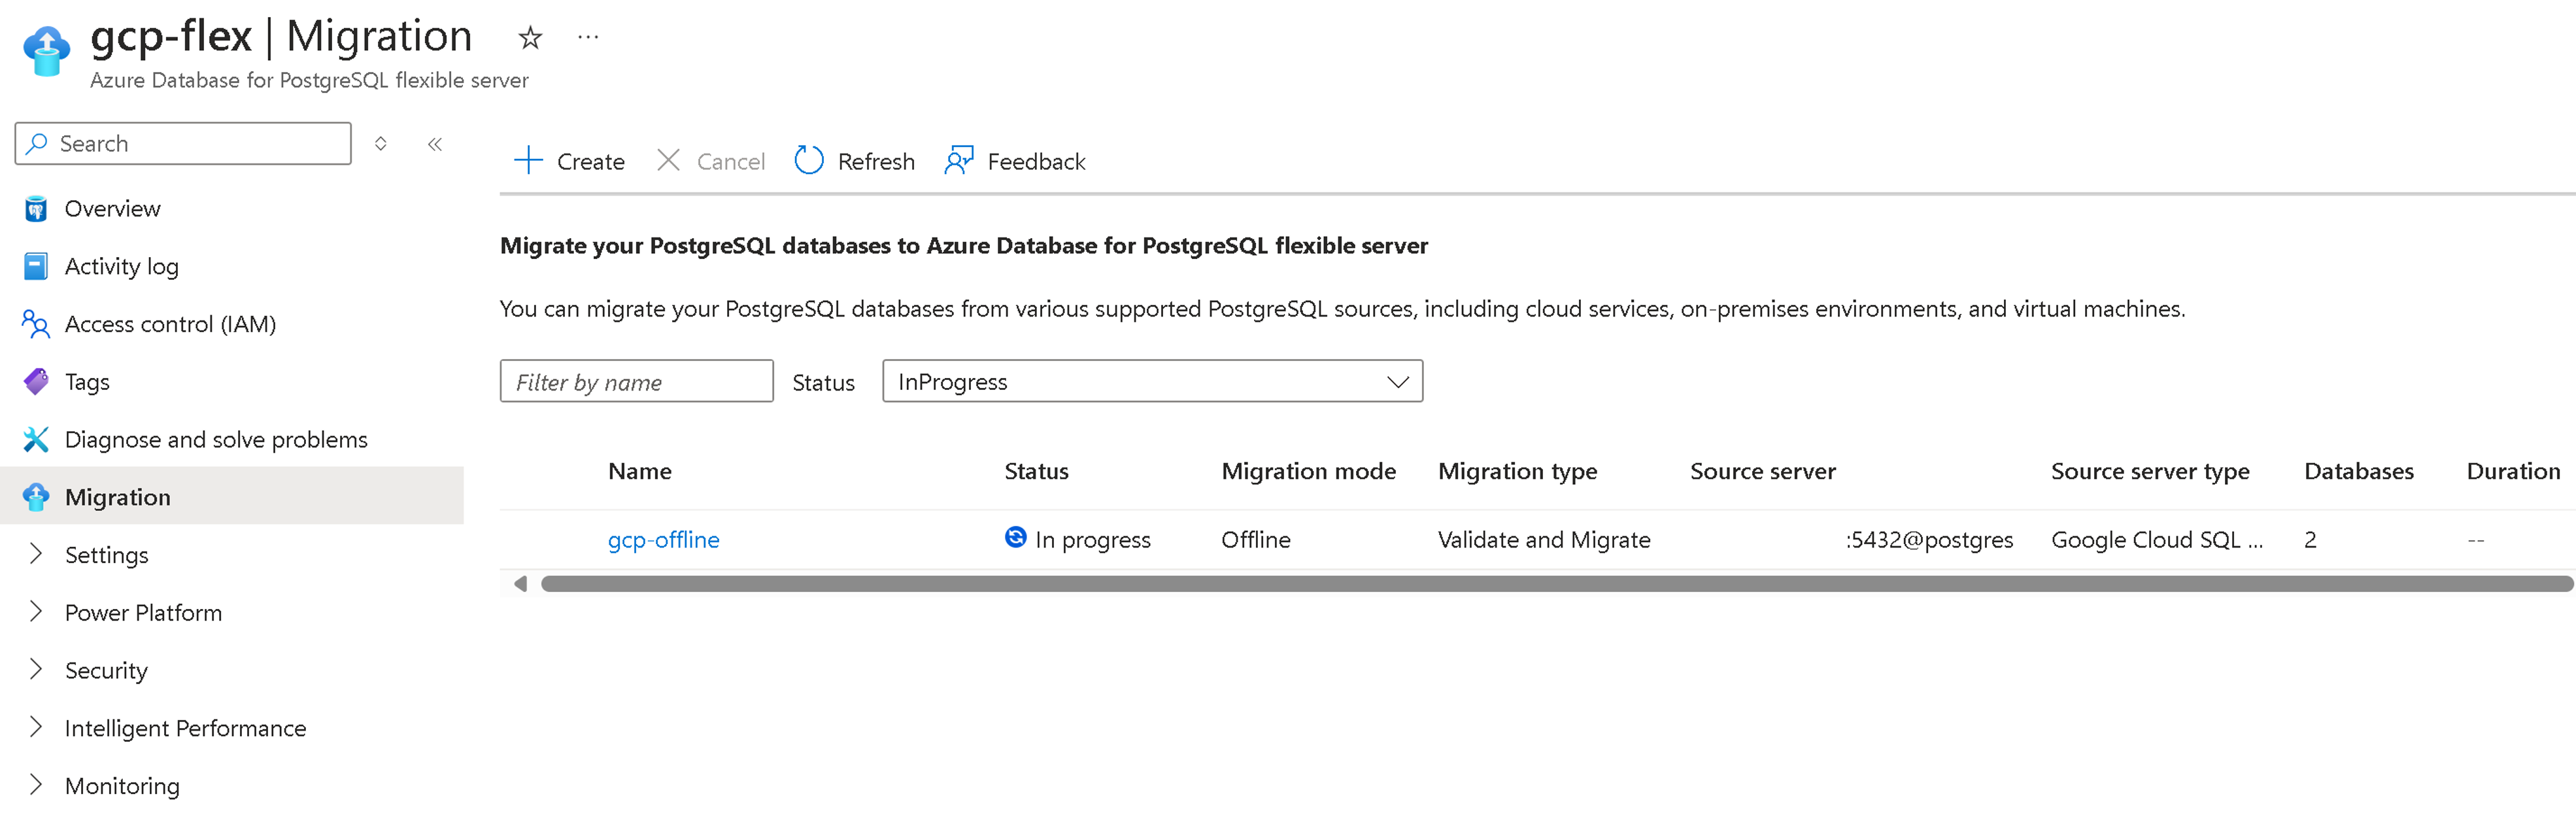 gcp-flex | Migration
Azure Database for PostgreSQL flexible server
Search
Overview
Activity log
Access control (IAM)
Tags
Diagnose and solve problems
Migration
Settings
Power Platform
Security
Intelligent Performance
Monitoring
Create Cancel Refresh Feedback
Migrate your PostgreSQL databases to Azure Database for PostgreSQL flexible server
You can migrate your PostgreSQL databases from various supported PostgreSQL sources, including cloud services, on-premises environments, and virtual machines.
Filter by name Status InProgress
Name Status Migration mode Migration type Source server Source server type Databases Duration
gcp-offline In progress Offline Validate and Migrate :5432@postgres Google Cloud SQL ... 2 --